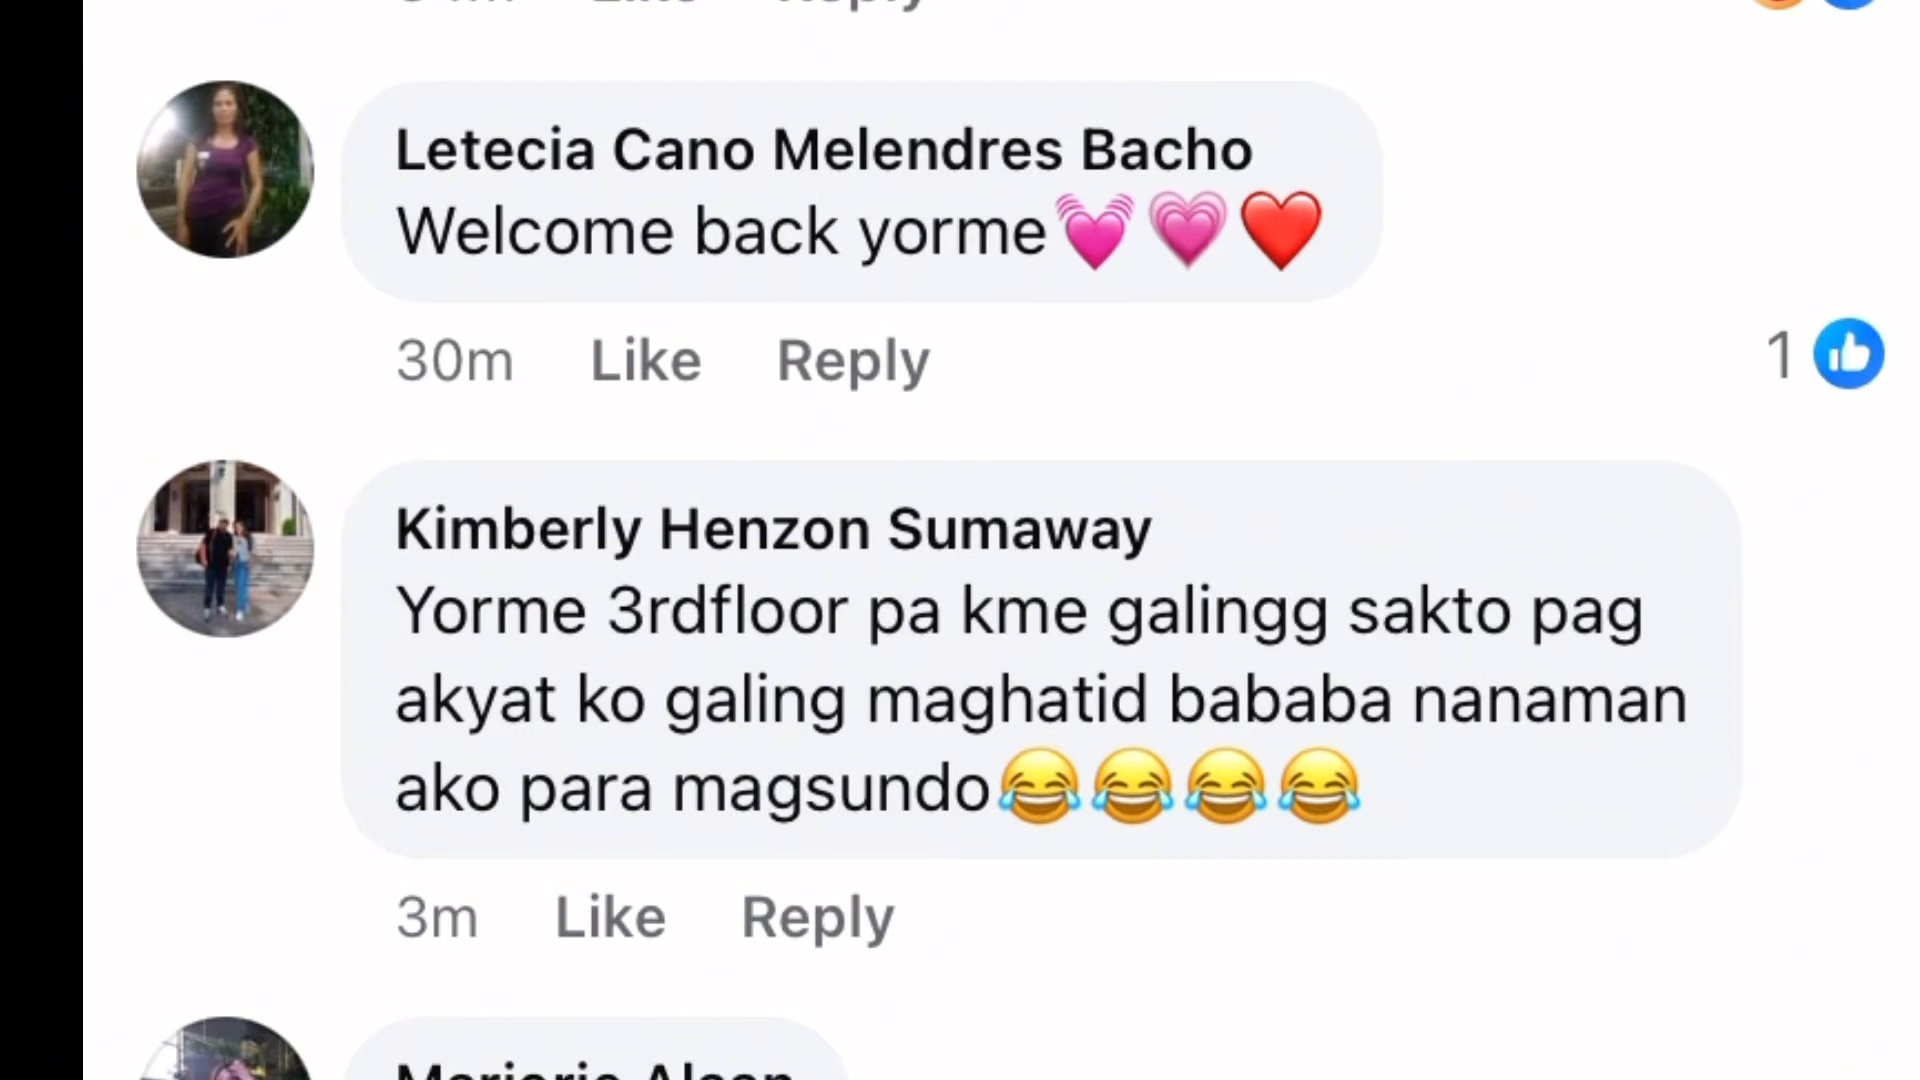 Letecia Cano Melendres Bacho
Welcome back yorme💓💗❤️
30m Like Reply
1
Kimberly Henzon Sumaway
Yorme 3rdfloor pa kme galingg sakto pag
akyat ko galing maghatid bababa nanaman
ako para magsundo😂😂😂😂
3m Like Reply